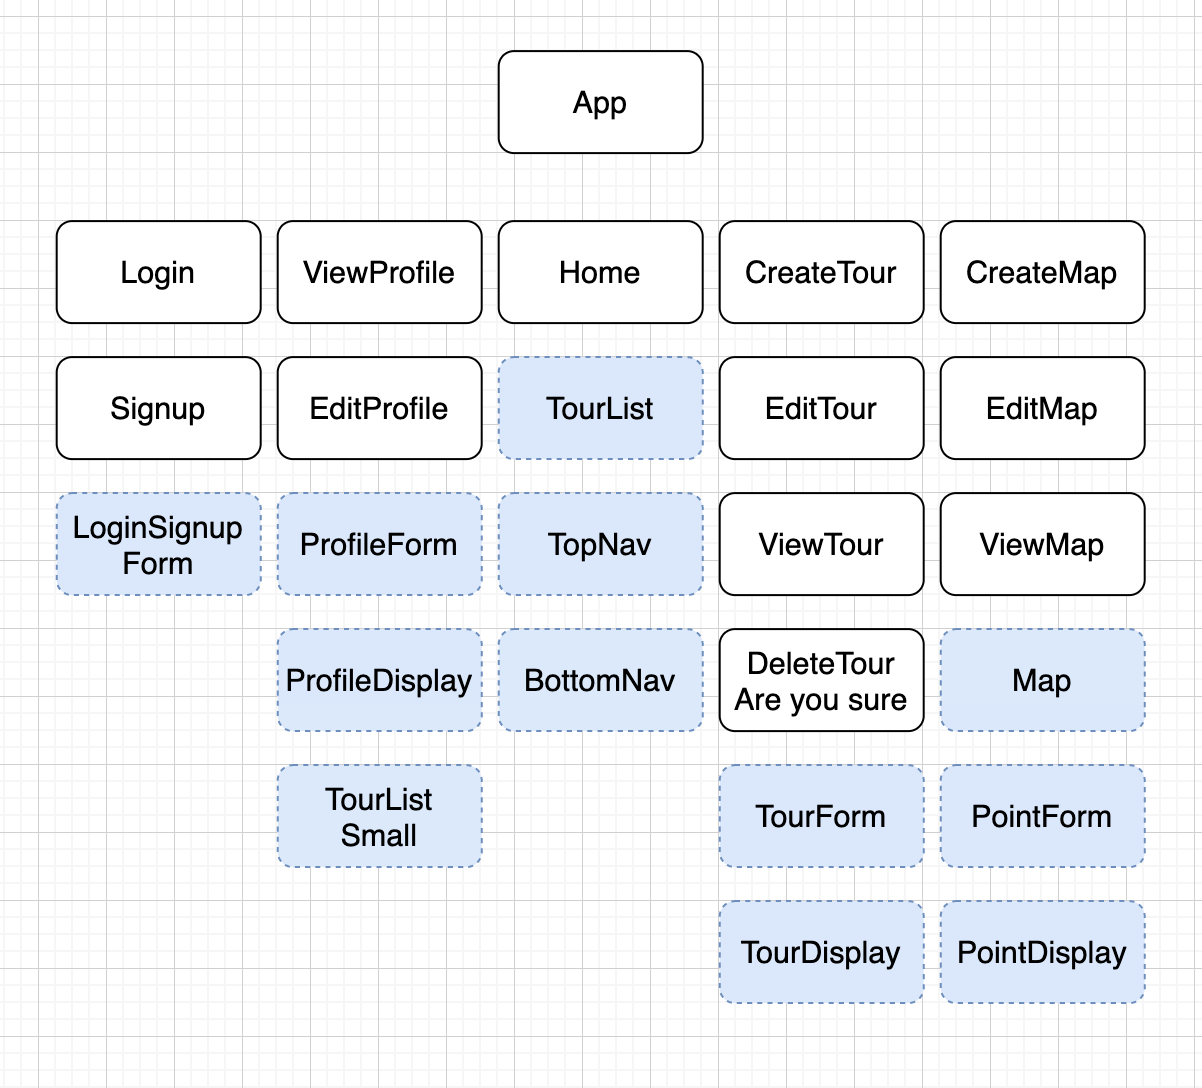 App
Login
ViewProfile
Home
CreateTour
CreateMap
Signup
EditProfile
TourList
EditTour
EditMap
LoginSignup
Form
ProfileForm
TopNav
ViewTour
ViewMap
ProfileDisplay
BottomNav
DeleteTour
Are you sure
Map
TourList
Small
TourForm
PointForm
TourDisplay
PointDisplay